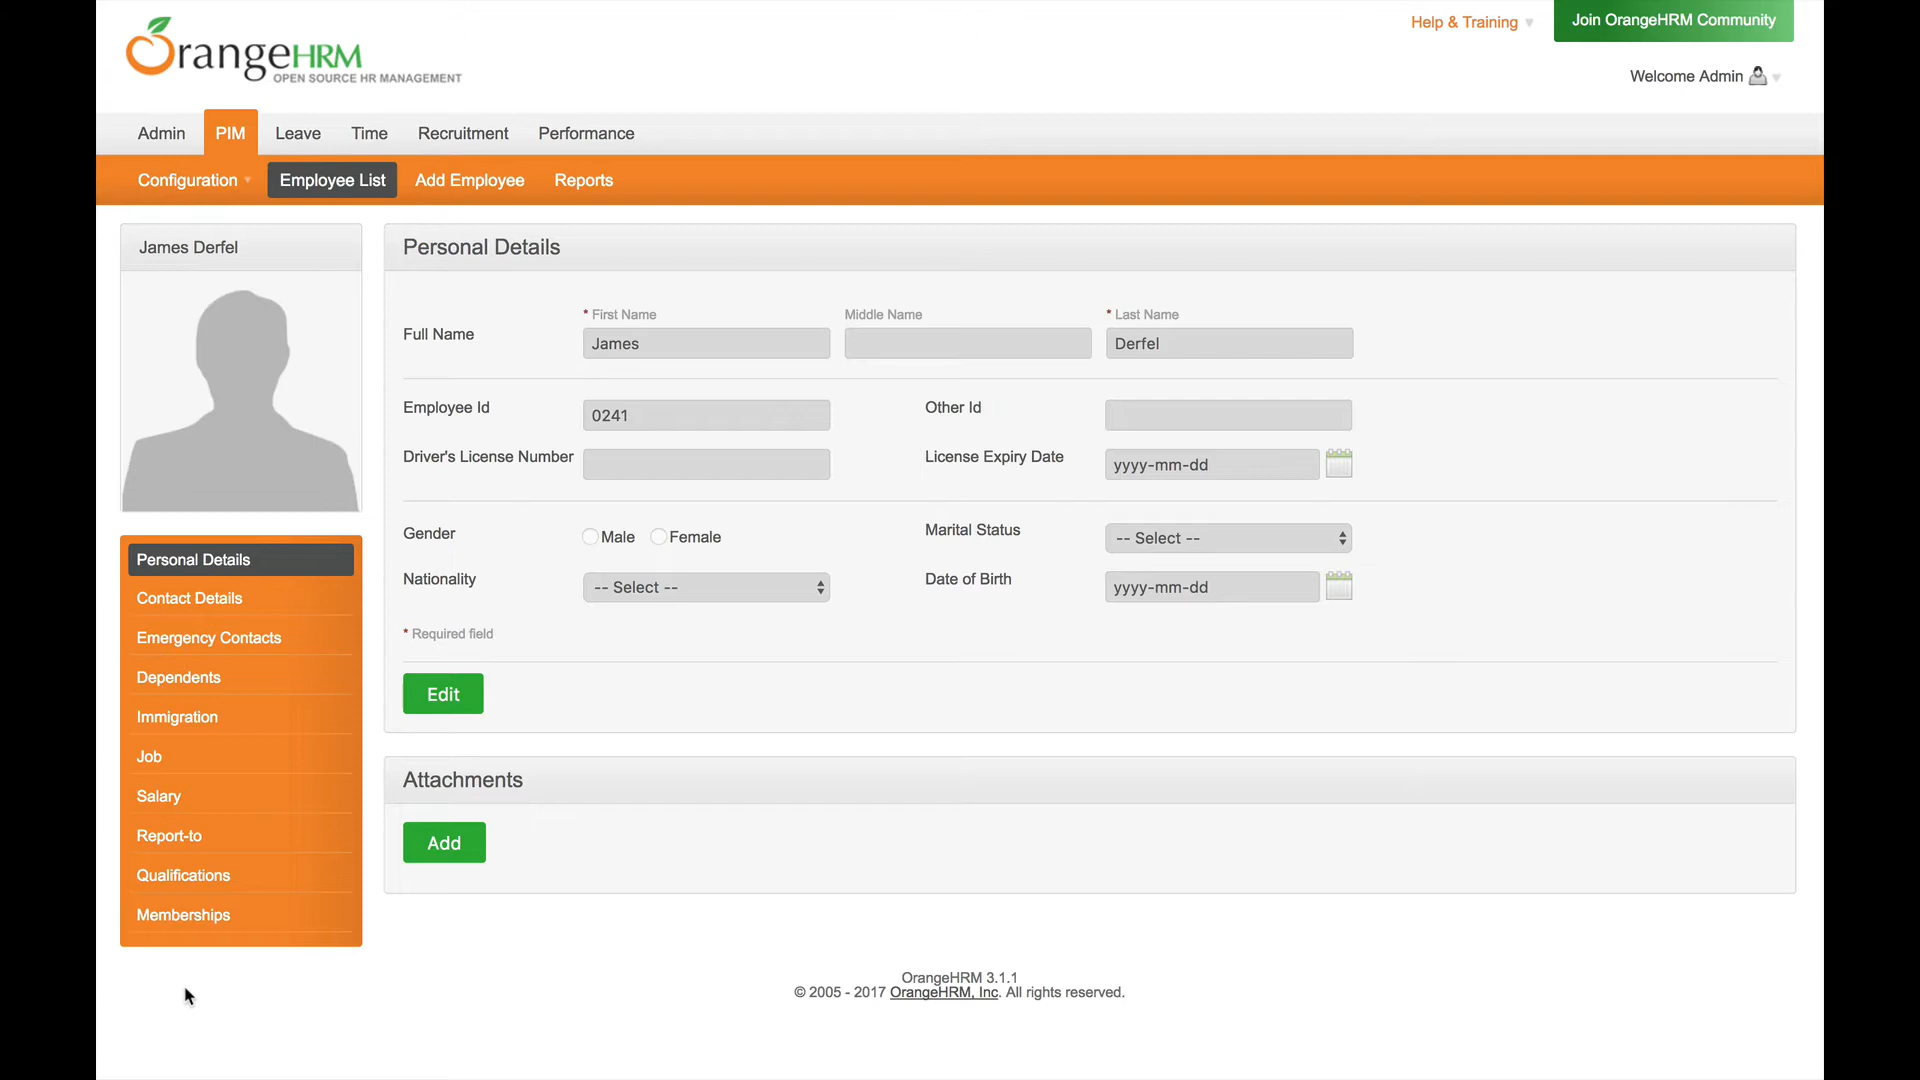 OrangeHRM
OPEN SOURCE HR MANAGEMENT
Help & Training
Join OrangeHRM Community
Welcome Admin
Admin PIM Leave Time Recruitment Performance
Configuration Employee List Add Employee Reports
James Derfel
Personal Details
Contact Details
Emergency Contacts
Dependents
Immigration
Job
Salary
Report-to
Qualifications
Memberships
Personal Details
* First Name Middle Name * Last Name
Full Name James Derfel
Employee Id 0241 Other Id
Driver's License Number License Expiry Date yyyy-mm-dd
Gender Male Female Marital Status -- Select --
Nationality -- Select -- Date of Birth yyyy-mm-dd
* Required field
Edit
Attachments
Add
OrangeHRM 3.1.1
© 2005 - 2017 OrangeHRM, Inc. All rights reserved.